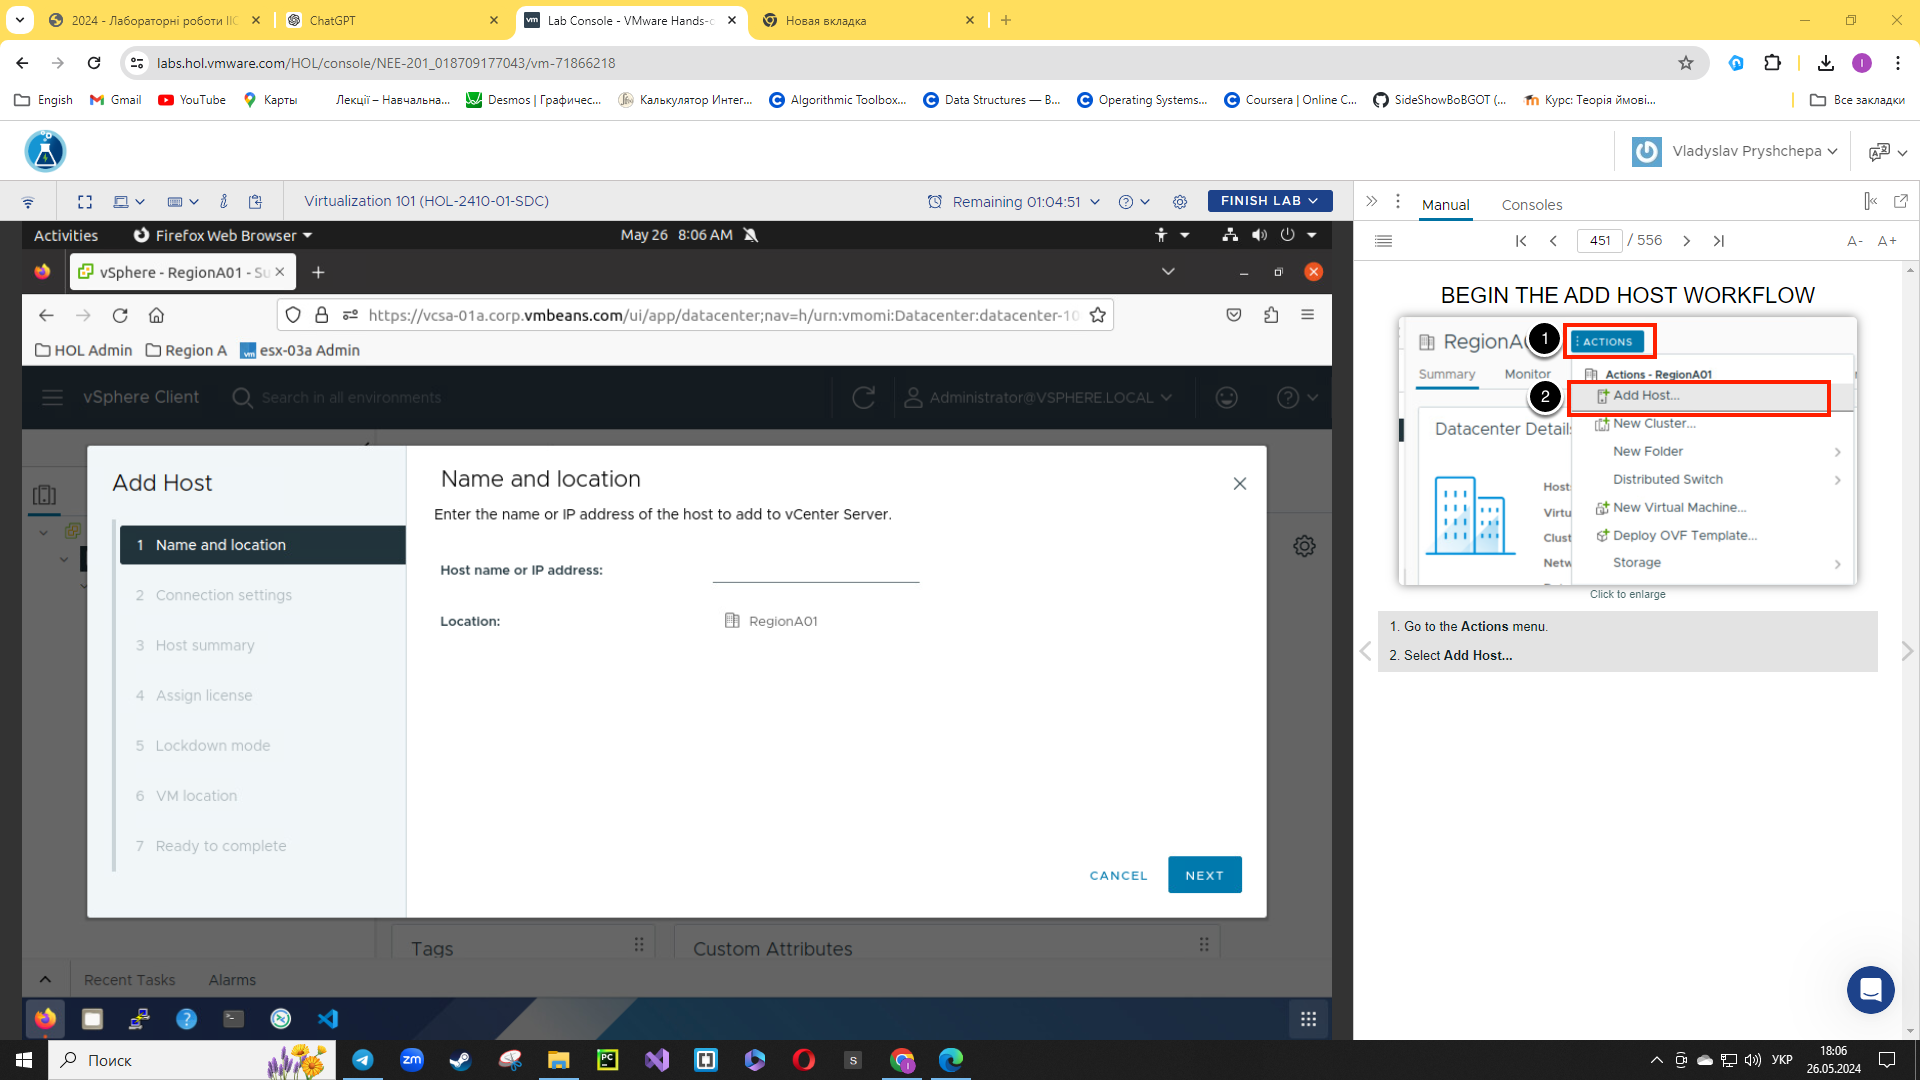 2024 - Лабораторні роботи ІІС
ChatGPT
Lab Console - VMware Hands-o
Новая вкладка
labs.hol.vmware.com/HOL/console/NEE-201_018709177043/vm-71866218
Engish
Gmail
YouTube
Карты
Лекції – Навчальна...
Desmos | Графичес...
Калькулятор Интег...
Algorithmic Toolbox...
Data Structures — В...
Operating Systems...
Coursera | Online C...
SideShowBoBGOT (...
Курс: Теорія ймові...
Все закладки
Vladyslav Pryshchepa
Virtualization 101 (HOL-2410-01-SDC)
Remaining 01:04:51
FINISH LAB
Manual
Consoles
451 / 556
A-
A+
Activities
Firefox Web Browser
May 26 8:06 AM
vSphere - RegionA01 - Su
https://vcsa-01a.corp.vmbeans.com/ui/app/datacenter;nav=h/urn:vmomi:Datacenter:datacenter-10
HOL Admin
Region A
esx-03a Admin
vSphere Client
Search in all environments
Administrator@VSPHERE.LOCAL
Add Host
1 Name and location
2 Connection settings
3 Host summary
4 Assign license
5 Lockdown mode
6 VM location
7 Ready to complete
Name and location
Enter the name or IP address of the host to add to vCenter Server.
Host name or IP address:
Location:
RegionA01
CANCEL
NEXT
Tags
Custom Attributes
Recent Tasks
Alarms
BEGIN THE ADD HOST WORKFLOW
RegionA
1
ACTIONS
Summary
Monitor
Actions - RegionA01
2
Add Host...
New Cluster...
Datacenter Details
New Folder
Distributed Switch
Host
New Virtual Machine...
Virtu
Deploy OVF Template...
Clust
Netw
Storage
Click to enlarge
1. Go to the Actions menu.
2. Select Add Host...
Поиск
zm
PC
S
УКР
18:06
26.05.2024